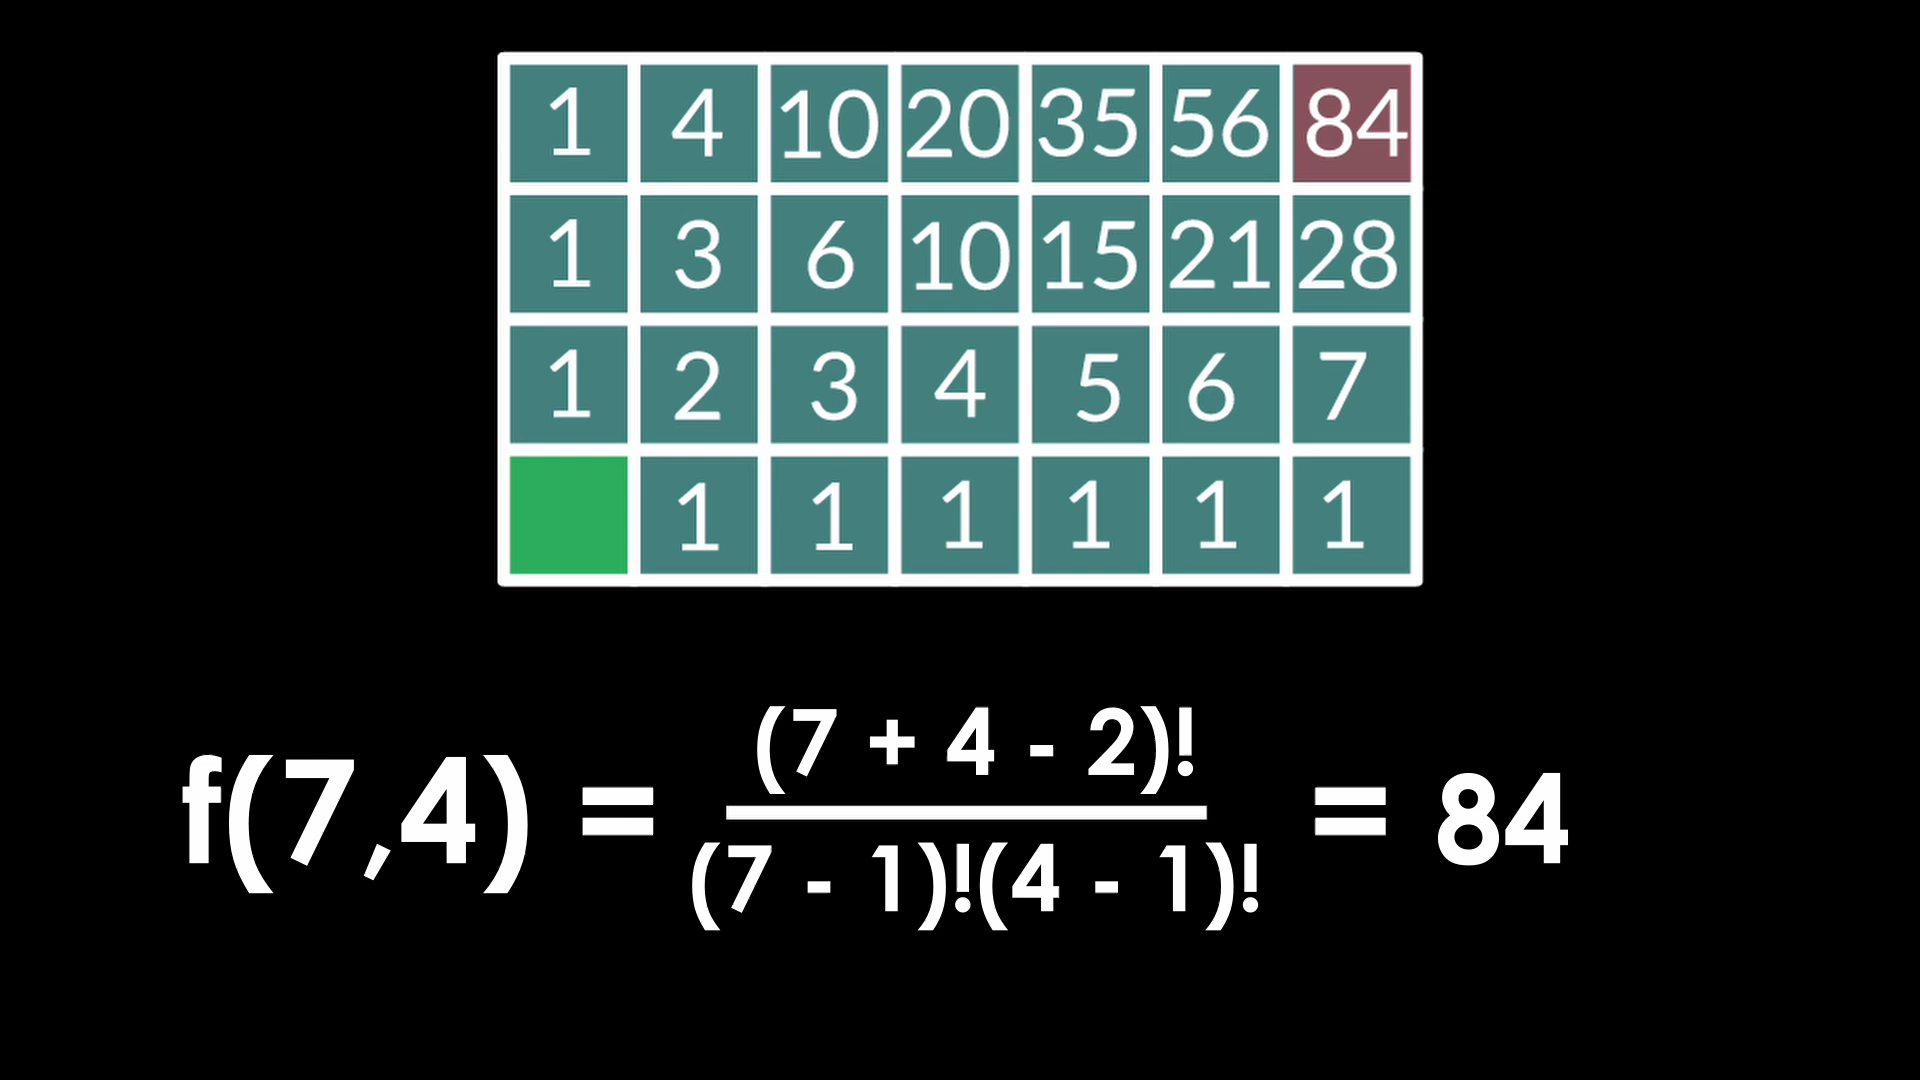 1 4 10 20 35 56 84
1 3 6 10 15 21 28
1 2 3 4 5 6 7
1 1 1 1 1 1
f(7,4) = (7 + 4 - 2)! / (7 - 1)!(4 - 1)! = 84